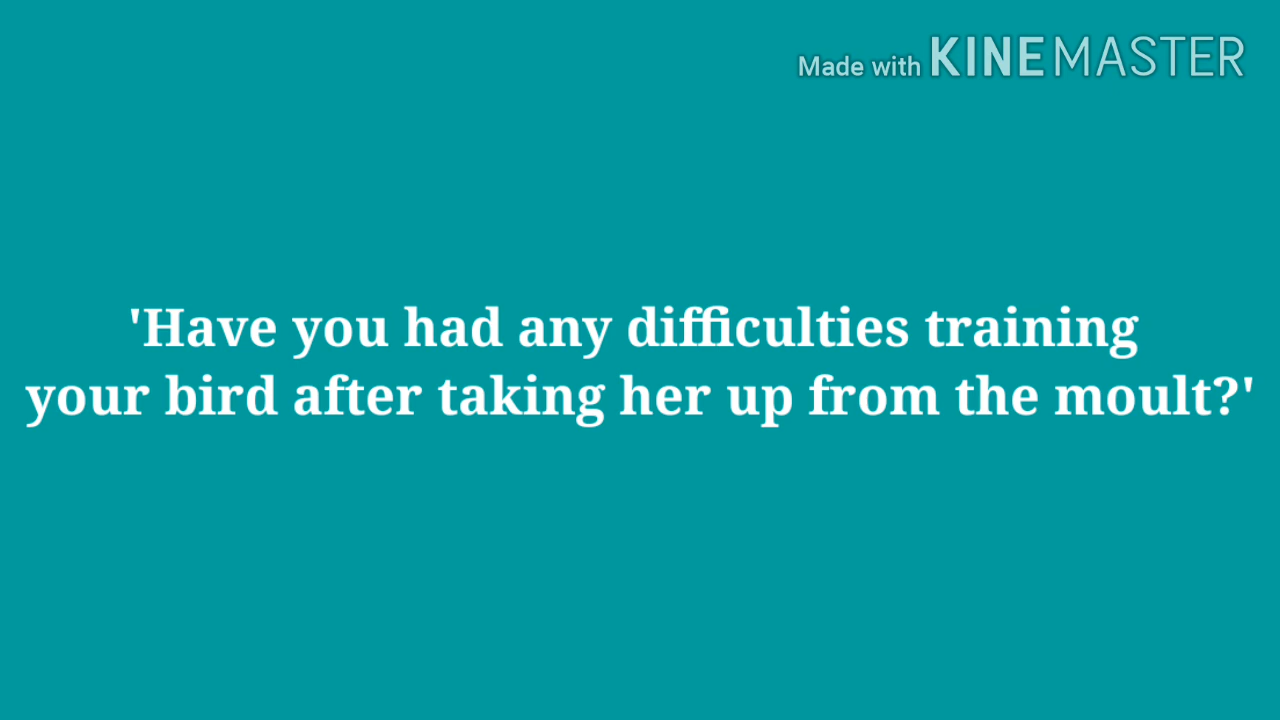 Made with KINEMASTER
'Have you had any difficulties training
your bird after taking her up from the moult?'